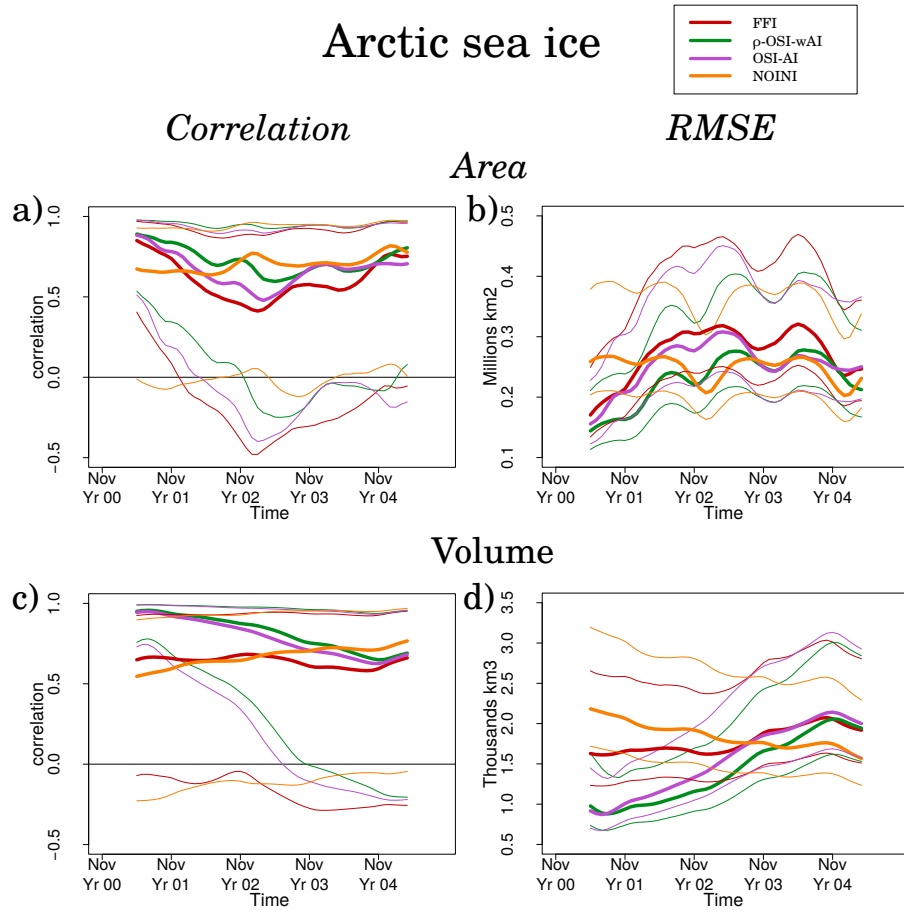 Arctic sea ice
FFI
ρ-OSI-wAI
OSI-AI
NOINI
Correlation
RMSE
Area
a)
1.0
0.5
0.0
−0.5
correlation
Nov Nov Nov Nov Nov
Yr 00 Yr 01 Yr 02 Yr 03 Yr 04
Time
b)
0.5
0.4
0.3
0.2
0.1
Millions km2
Nov Nov Nov Nov Nov
Yr 00 Yr 01 Yr 02 Yr 03 Yr 04
Time
Volume
c)
1.0
0.5
0.0
−0.5
correlation
Nov Nov Nov Nov Nov
Yr 00 Yr 01 Yr 02 Yr 03 Yr 04
Time
d)
3.5
3.0
2.5
2.0
1.5
1.0
0.5
Thousands km3
Nov Nov Nov Nov Nov
Yr 00 Yr 01 Yr 02 Yr 03 Yr 04
Time